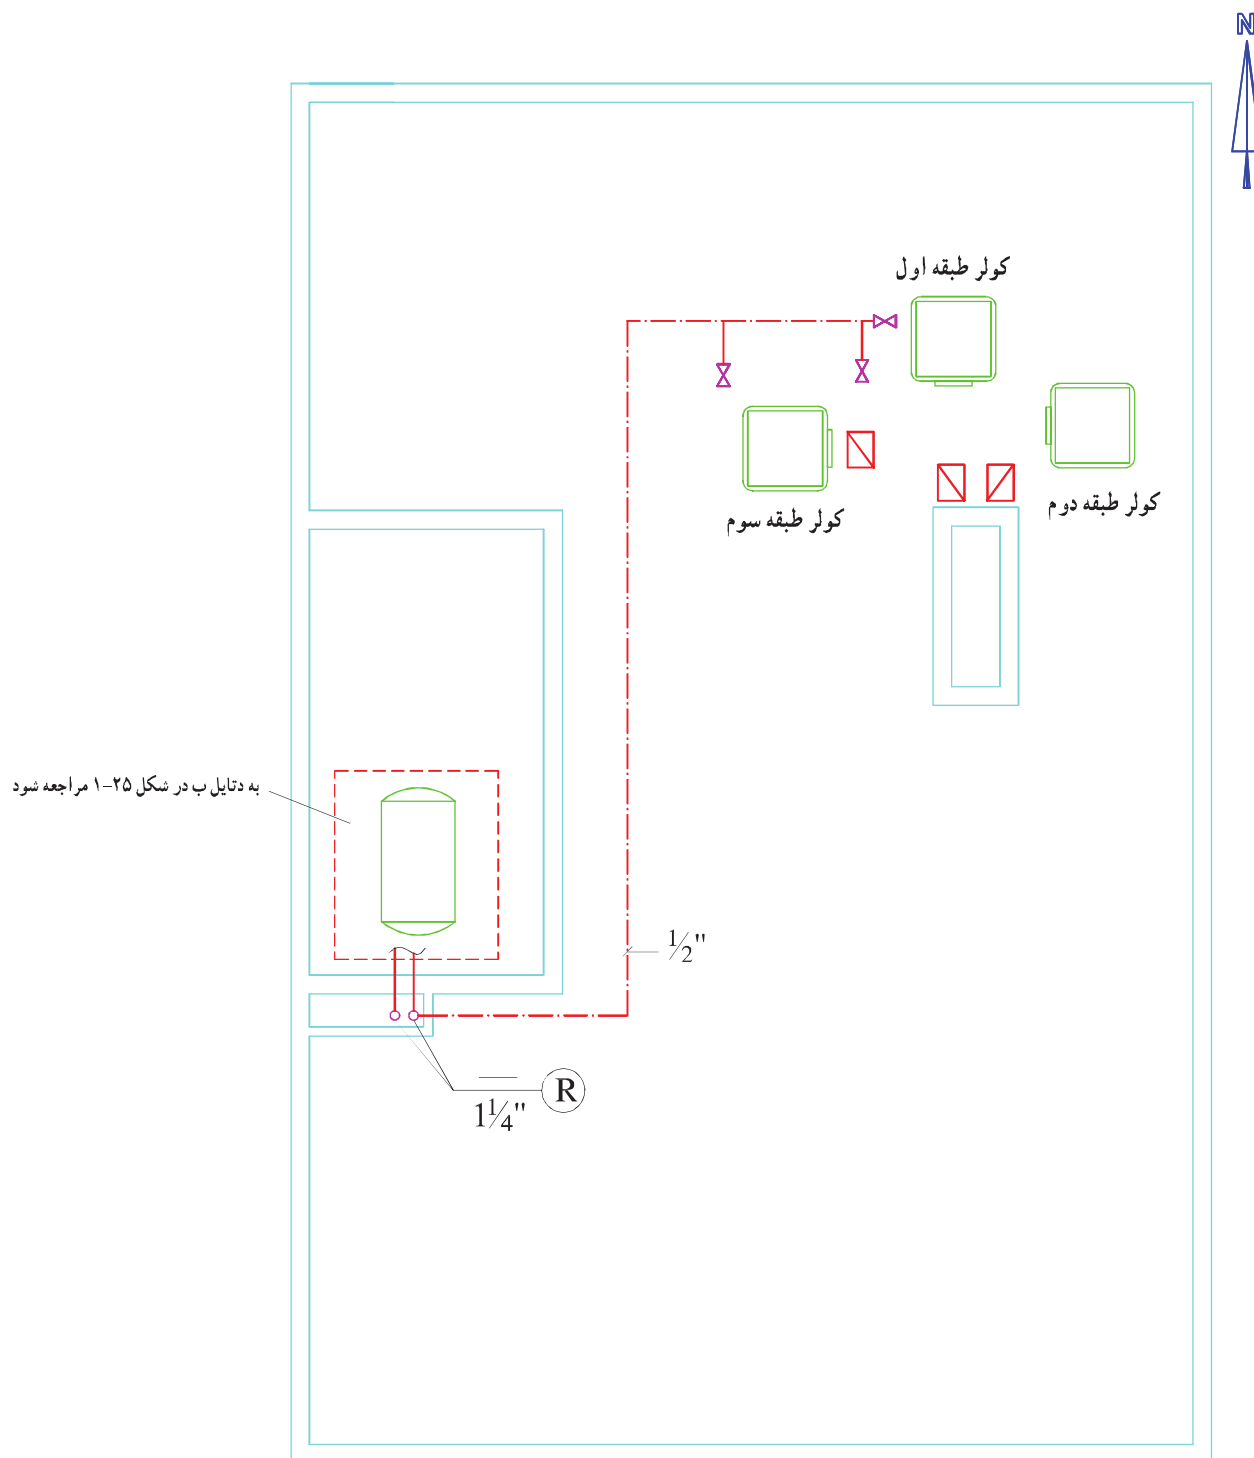 N
کولر طبقه اول
کولر طبقه دوم
کولر طبقه سوم
به دتایل ب در شکل ۲۵-۱ مراجعه شود
1/2"
R
1 1/4"